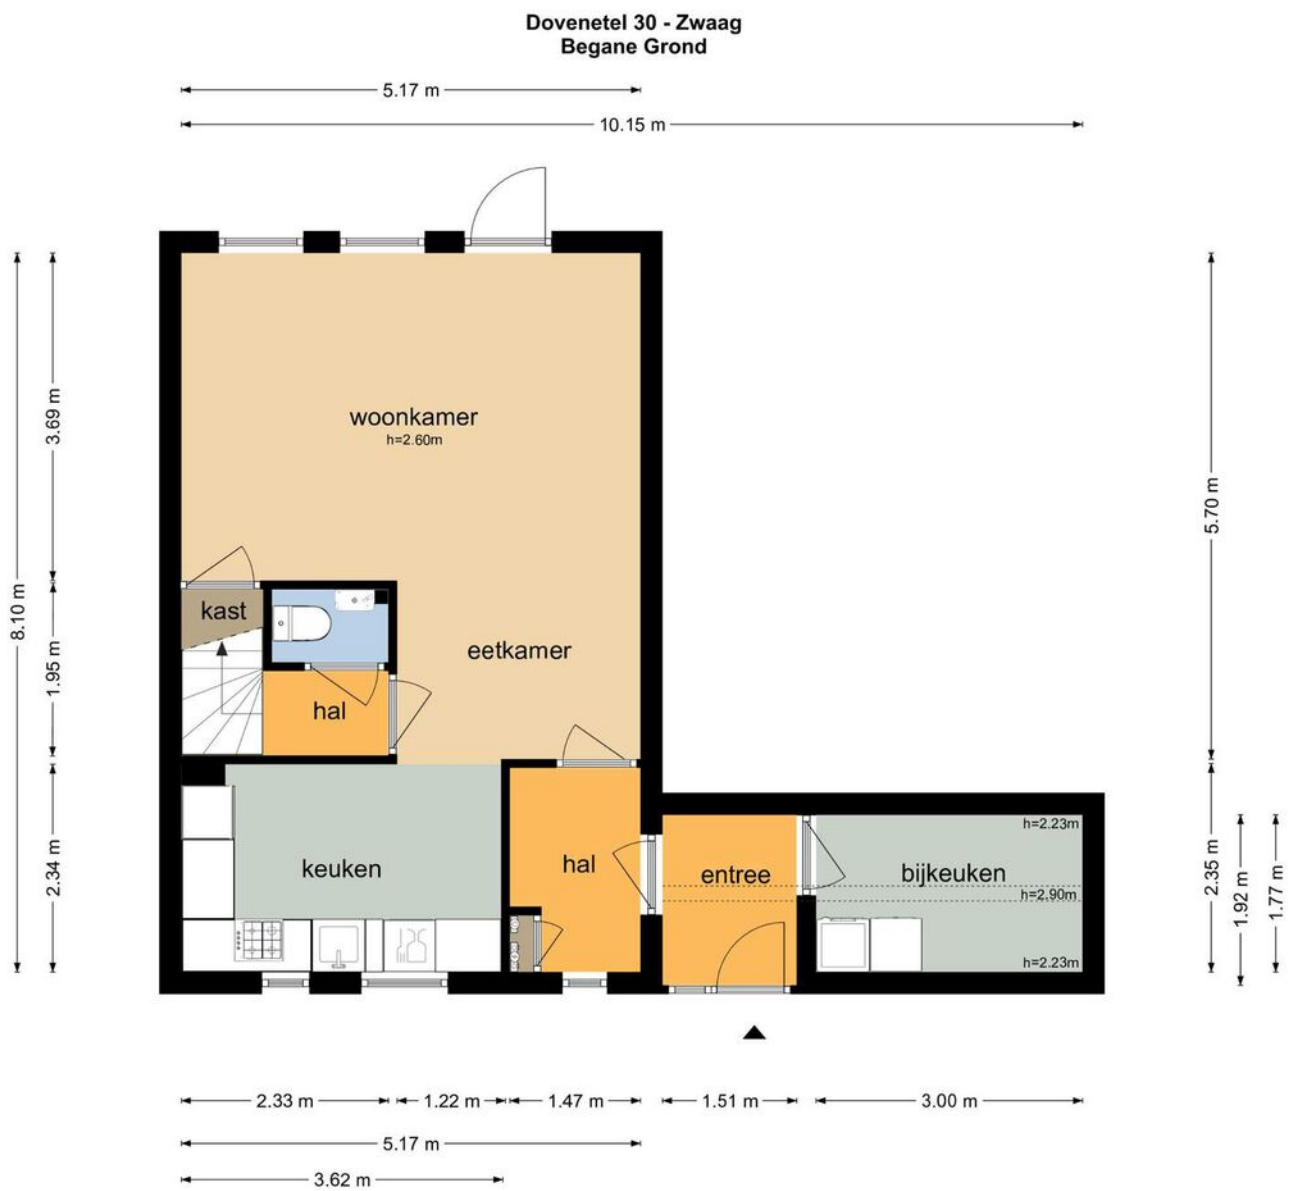 Dovenetel 30 - Zwaag
Begane Grond
5.17 m
10.15 m
woonkamer
h=2.60m
3.69 m
8.10 m
5.70 m
kast
1.95 m
eetkamer
hal
keuken
hal
entree
bijkeuken
h=2.23m
h=2.90m
h=2.23m
2.34 m
2.35 m
1.92 m
1.77 m
2.33 m
1.22 m
1.47 m
1.51 m
3.00 m
5.17 m
3.62 m